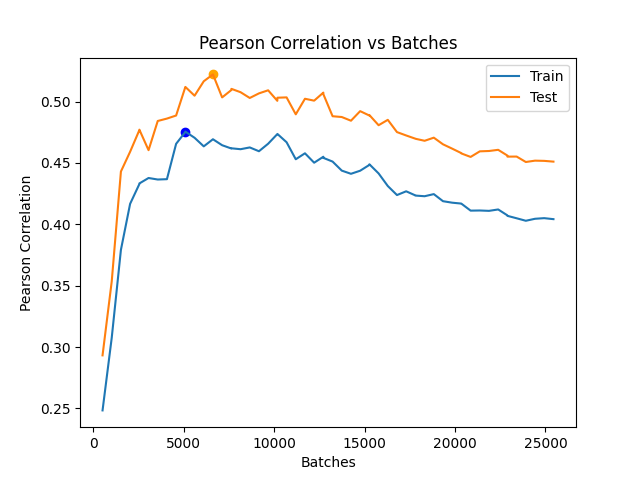 Pearson Correlation vs Batches
Train
Test
0.50
0.45
0.40
0.35
0.30
0.25
Pearson Correlation
0 5000 10000 15000 20000 25000
Batches